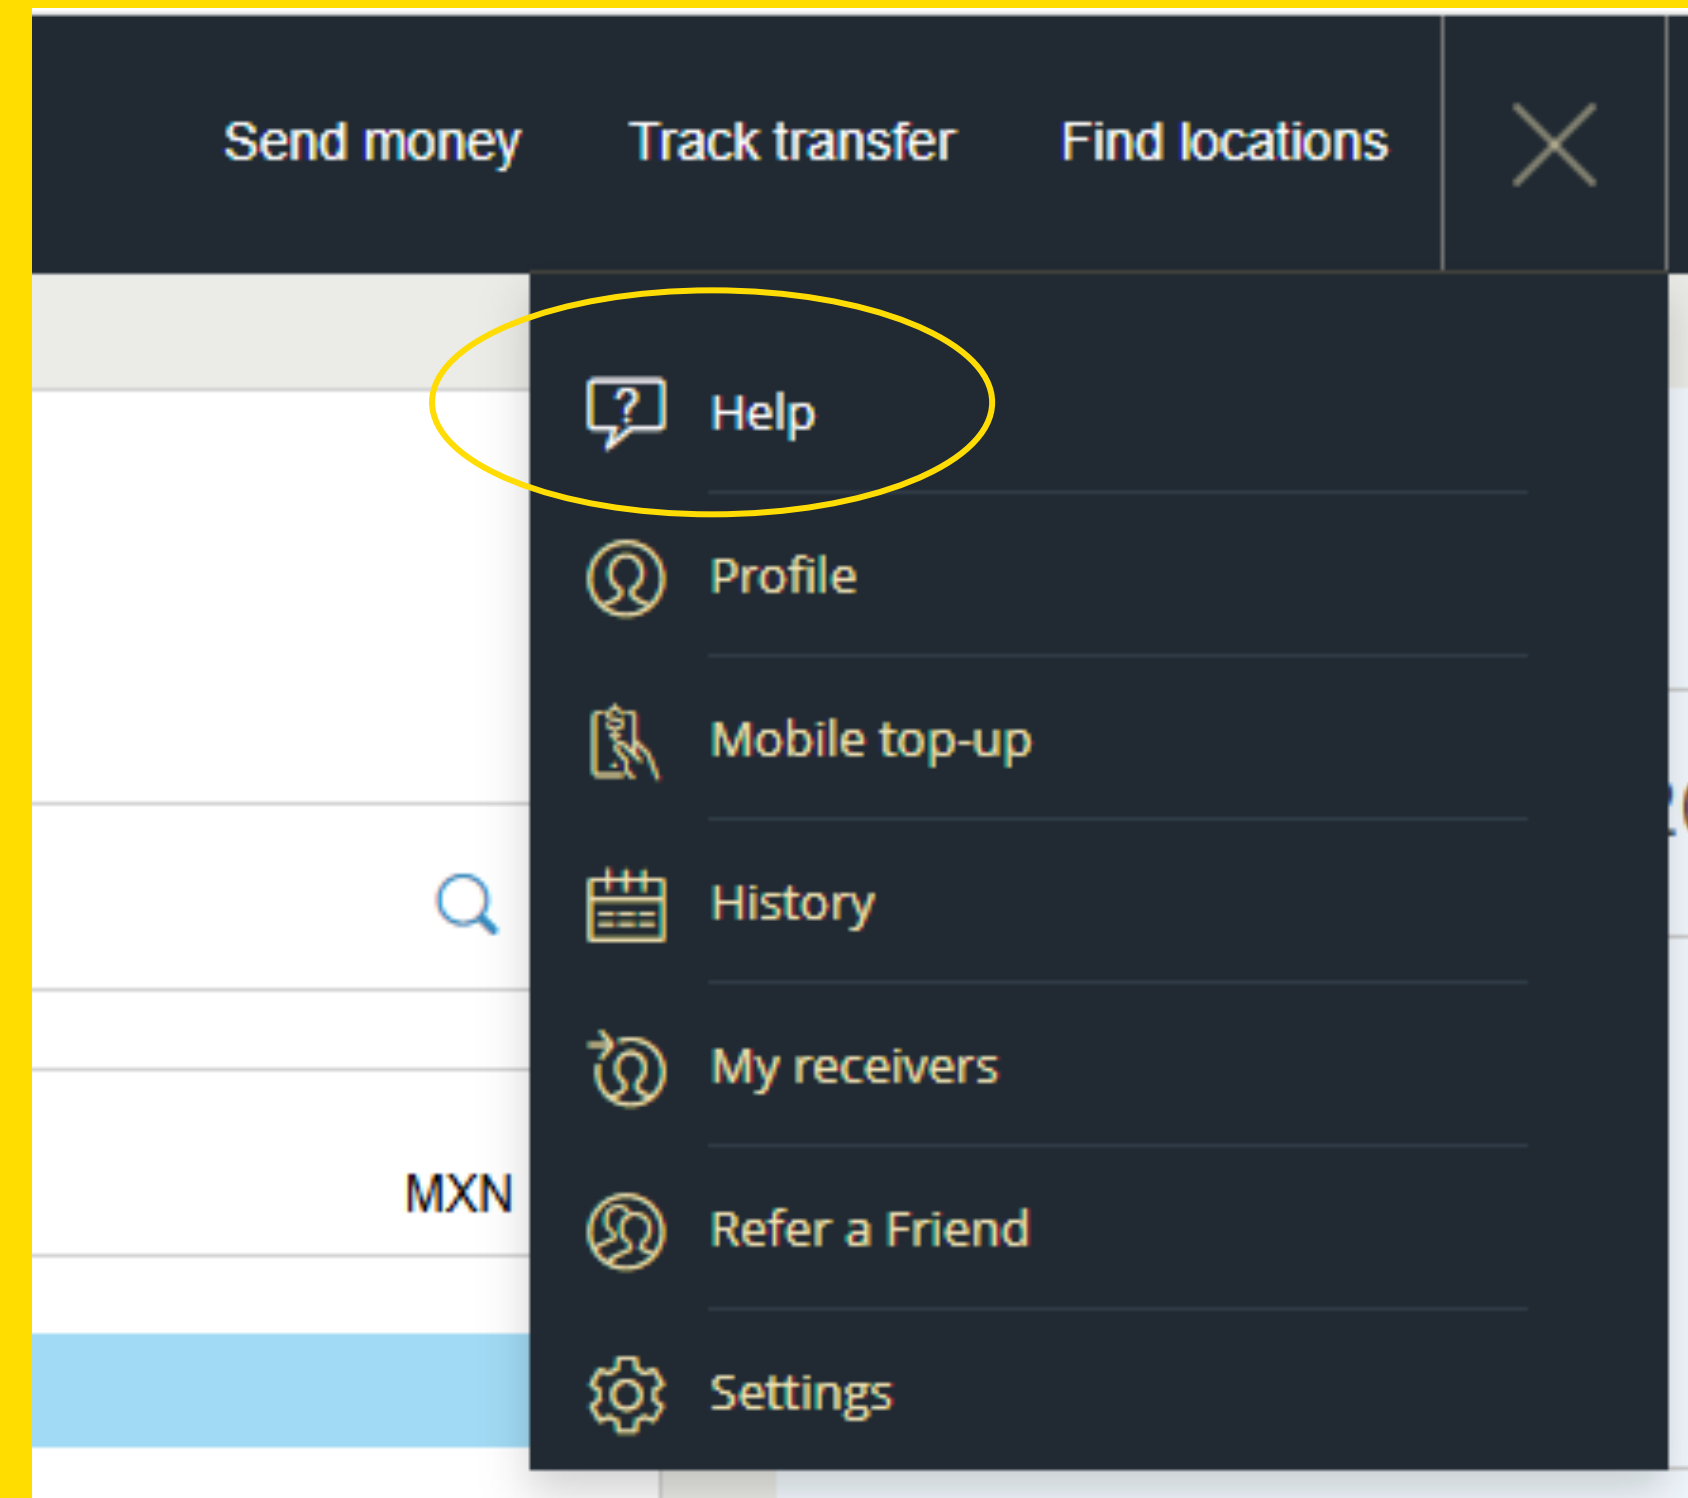 Send money Track transfer Find locations
Help
Profile
Mobile top-up
History
My receivers
MXN
Refer a Friend
Settings